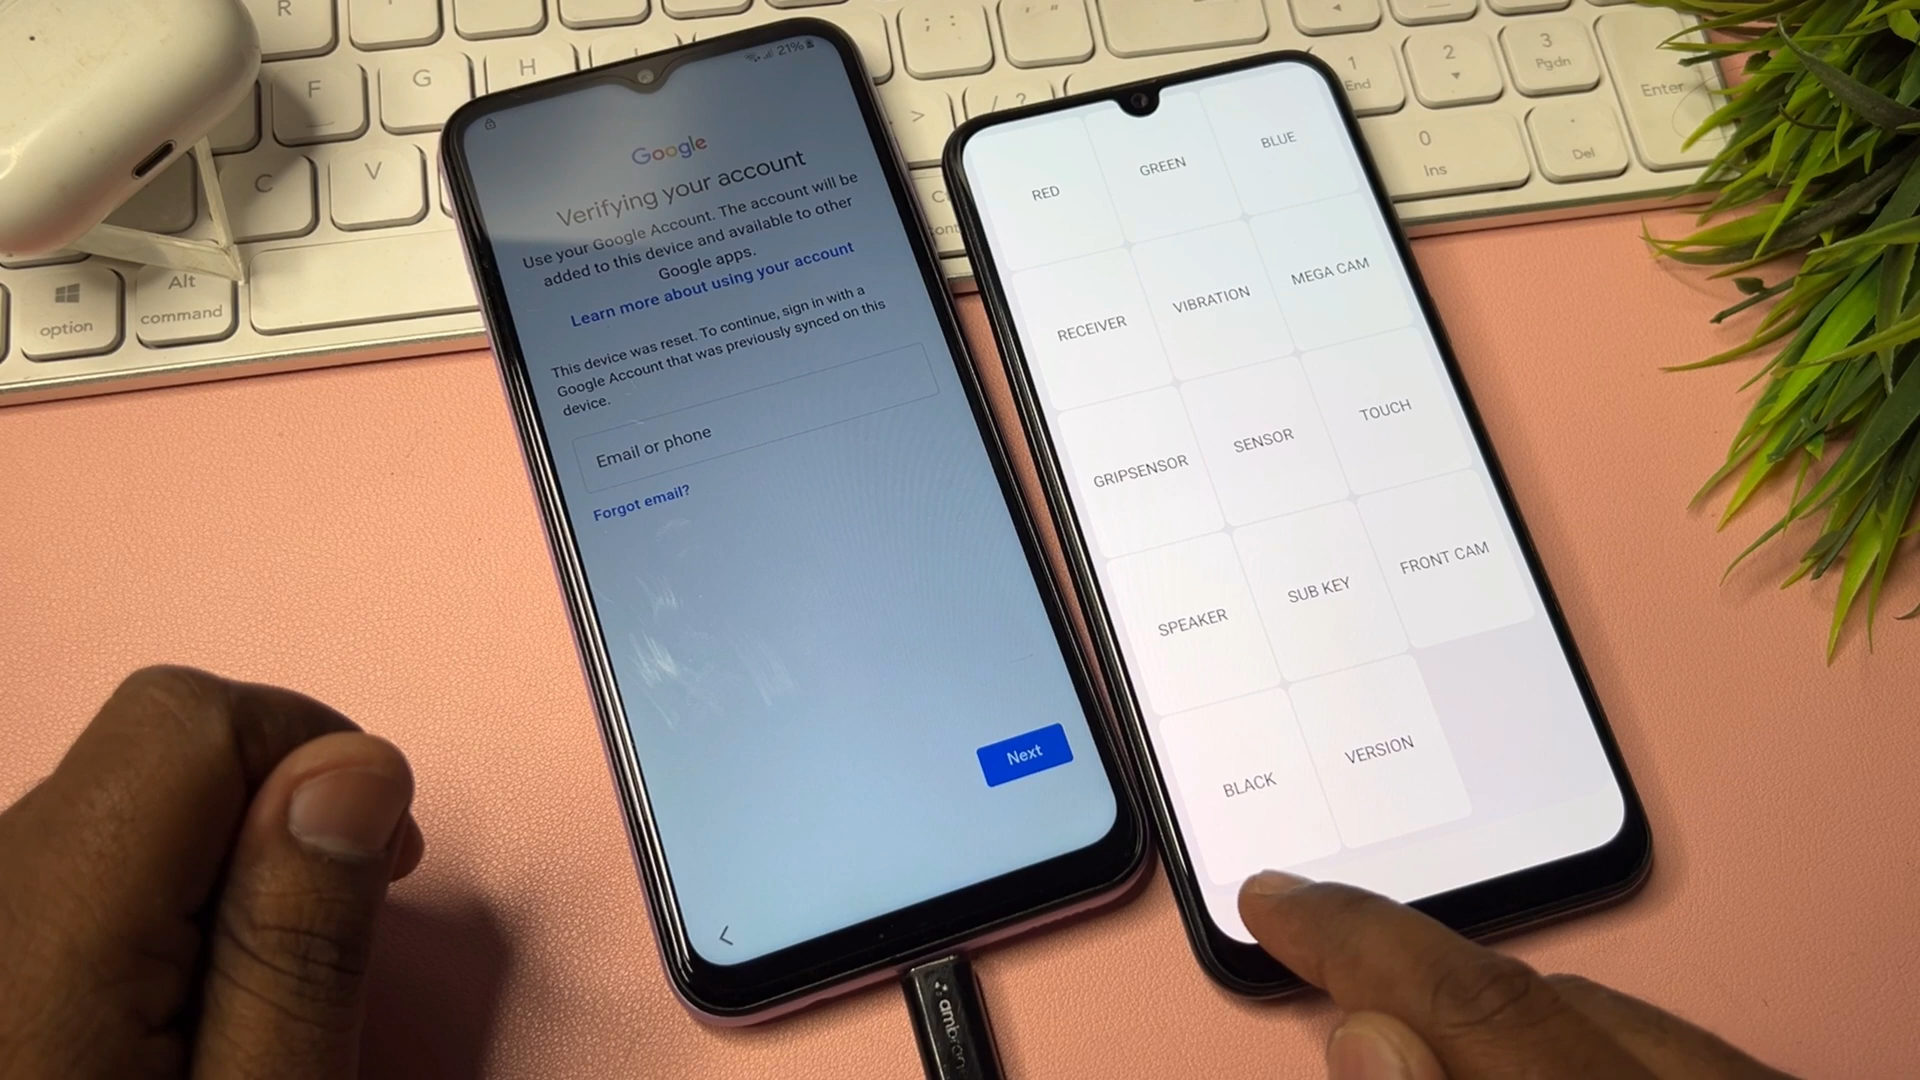 21%
Google
Verifying your account
Use your Google Account. The account will be
added to this device and available to other
Google apps.
Learn more about using your account
This device was reset. To continue, sign in with a
Google Account that was previously synced on this
device.
Email or phone
Forgot email?
Next
RED
GREEN
BLUE
RECEIVER
VIBRATION
MEGA CAM
GRIPSENSOR
SENSOR
TOUCH
SPEAKER
SUB KEY
FRONT CAM
BLACK
VERSION
R
F
G
H
C
V
option
Alt
command
; :
' "
>
/ ?
1
End
2
3
Pgdn
Enter
0
Ins
.
Del